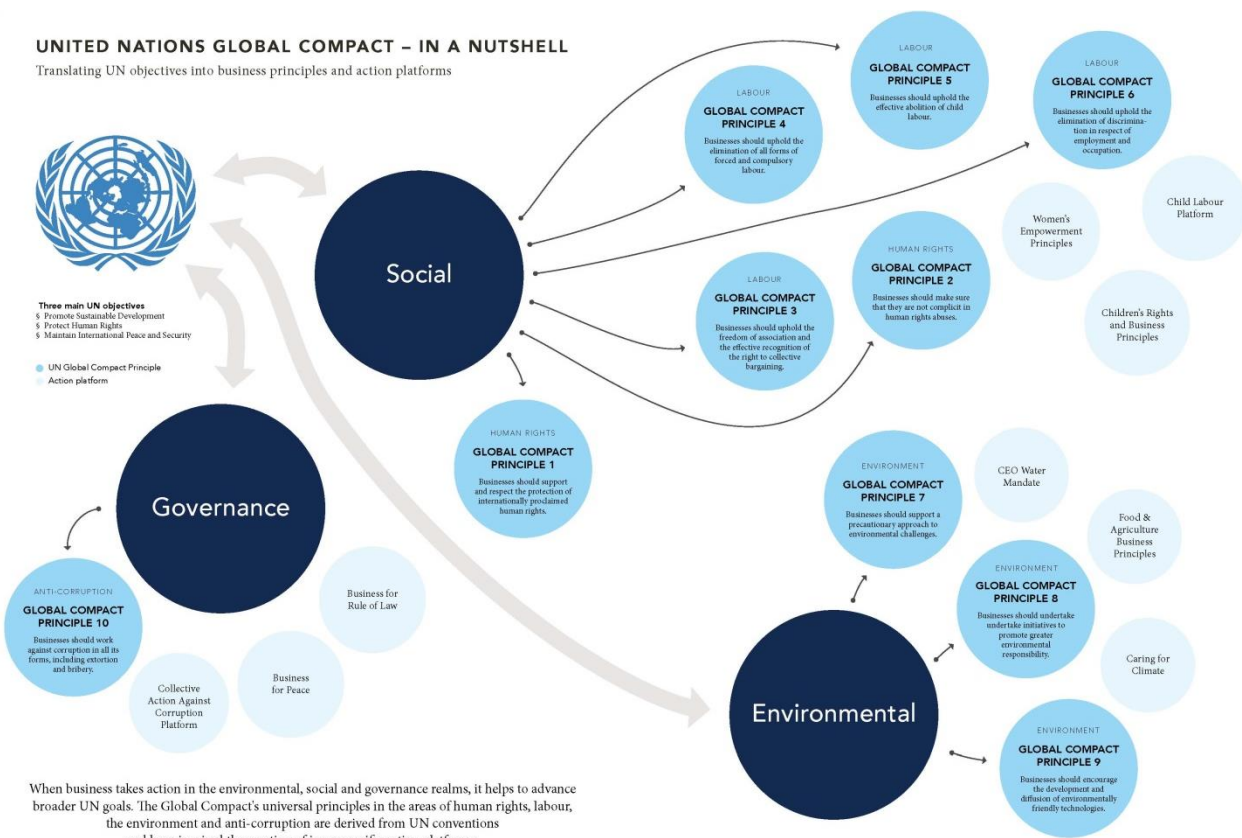 UNITED NATIONS GLOBAL COMPACT – IN A NUTSHELL
Translating UN objectives into business principles and action platforms
Three main UN objectives
§ Promote Sustainable Development
§ Protect Human Rights
§ Maintain International Peace and Security
UN Global Compact Principle
Action platform
Social
LABOUR
GLOBAL COMPACT
PRINCIPLE 4
Businesses should uphold the
elimination of all forms of
forced and compulsory
labour.
LABOUR
GLOBAL COMPACT
PRINCIPLE 5
Businesses should uphold the
effective abolition of child
labour.
LABOUR
GLOBAL COMPACT
PRINCIPLE 6
Businesses should uphold the
elimination of discrimina-
tion in respect of
employment and
occupation.
LABOUR
GLOBAL COMPACT
PRINCIPLE 3
Businesses should uphold the
freedom of association and
the effective recognition of
the right to collective
bargaining.
HUMAN RIGHTS
GLOBAL COMPACT
PRINCIPLE 2
Businesses should make sure
that they are not complicit in
human rights abuses.
Women's
Empowerment
Principles
Child Labour
Platform
Children's Rights
and Business
Principles
HUMAN RIGHTS
GLOBAL COMPACT
PRINCIPLE 1
Businesses should support
and respect the protection of
internationally proclaimed
human rights.
Governance
ANTI-CORRUPTION
GLOBAL COMPACT
PRINCIPLE 10
Businesses should work
against corruption in all its
forms, including extortion
and bribery.
Collective
Action Against
Corruption
Platform
Business
for Peace
Business for
Rule of Law
Environmental
ENVIRONMENT
GLOBAL COMPACT
PRINCIPLE 7
Businesses should support a
precautionary approach to
environmental challenges.
CEO Water
Mandate
Food &
Agriculture
Business
Principles
ENVIRONMENT
GLOBAL COMPACT
PRINCIPLE 8
Businesses should undertake
undertake initiatives to
promote greater
environmental
responsibility.
Caring for
Climate
ENVIRONMENT
GLOBAL COMPACT
PRINCIPLE 9
Businesses should encourage
the development and
diffusion of environmentally
friendly technologies.
When business takes action in the environmental, social and governance realms, it helps to advance
broader UN goals. The Global Compact's universal principles in the areas of human rights, labour,
the environment and anti-corruption are derived from UN conventions